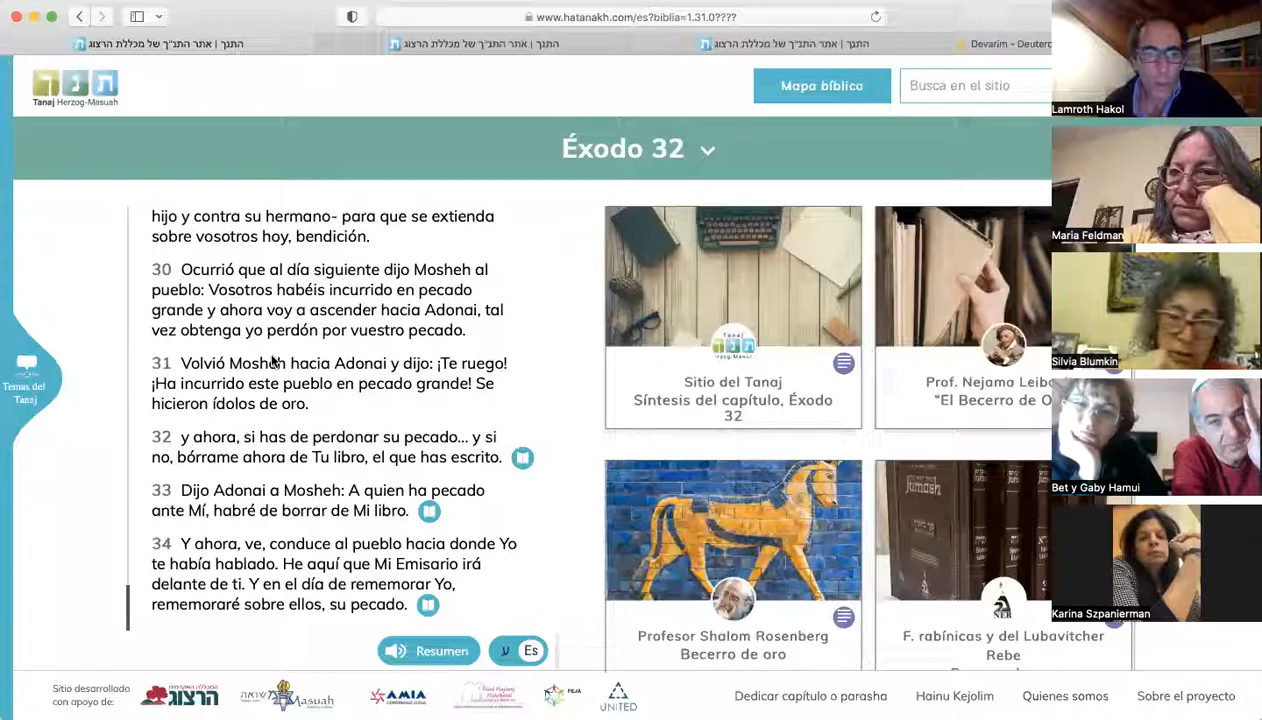 www.hatanakh.com/es?biblia=1.31.0????
התנך | אתר התנ"ך של מכללת הרצוג
התנך | אתר התנ"ך של מכללת הרצוג
התנך | אתר התנ"ך של מכללת הרצוג
Devarim - Deutero
תנך
Tanaj Herzog-Masuah
Mapa bíblica
Busca en el sitio
Éxodo 32
hijo y contra su hermano- para que se extienda
sobre vosotros hoy, bendición.
30 Ocurrió que al día siguiente dijo Mosheh al
pueblo: Vosotros habéis incurrido en pecado
grande y ahora voy a ascender hacia Adonai, tal
vez obtenga yo perdón por vuestro pecado.
31 Volvió Mosheh hacia Adonai y dijo: ¡Te ruego!
¡Ha incurrido este pueblo en pecado grande! Se
hicieron ídolos de oro.
32 y ahora, si has de perdonar su pecado... y si
no, bórrame ahora de Tu libro, el que has escrito.
33 Dijo Adonai a Mosheh: A quien ha pecado
ante Mí, habré de borrar de Mi libro.
34 Y ahora, ve, conduce al pueblo hacia donde Yo
te había hablado. He aquí que Mi Emisario irá
delante de ti. Y en el día de rememorar Yo,
rememoraré sobre ellos, su pecado.
Temas del
Tanaj
Resumen
ע Es
Sitio del Tanaj
Síntesis del capítulo, Éxodo
32
Prof. Nejama Leibo
"El Becerro de O
Profesor Shalom Rosenberg
Becerro de oro
Jumash
F. rabínicas y del Lubavitcher
Rebe
Sitio desarrollado
con apoyo de:
הרצוג
Masuah
AMIA
FEJA
UNITED
Dedicar capítulo o parasha
Hainu Kejolim
Quienes somos
Sobre el proyecto
Lamroth Hakol
Maria Feldman
Silvia Blumkin
Bet y Gaby Hamui
Karina Szpanierman